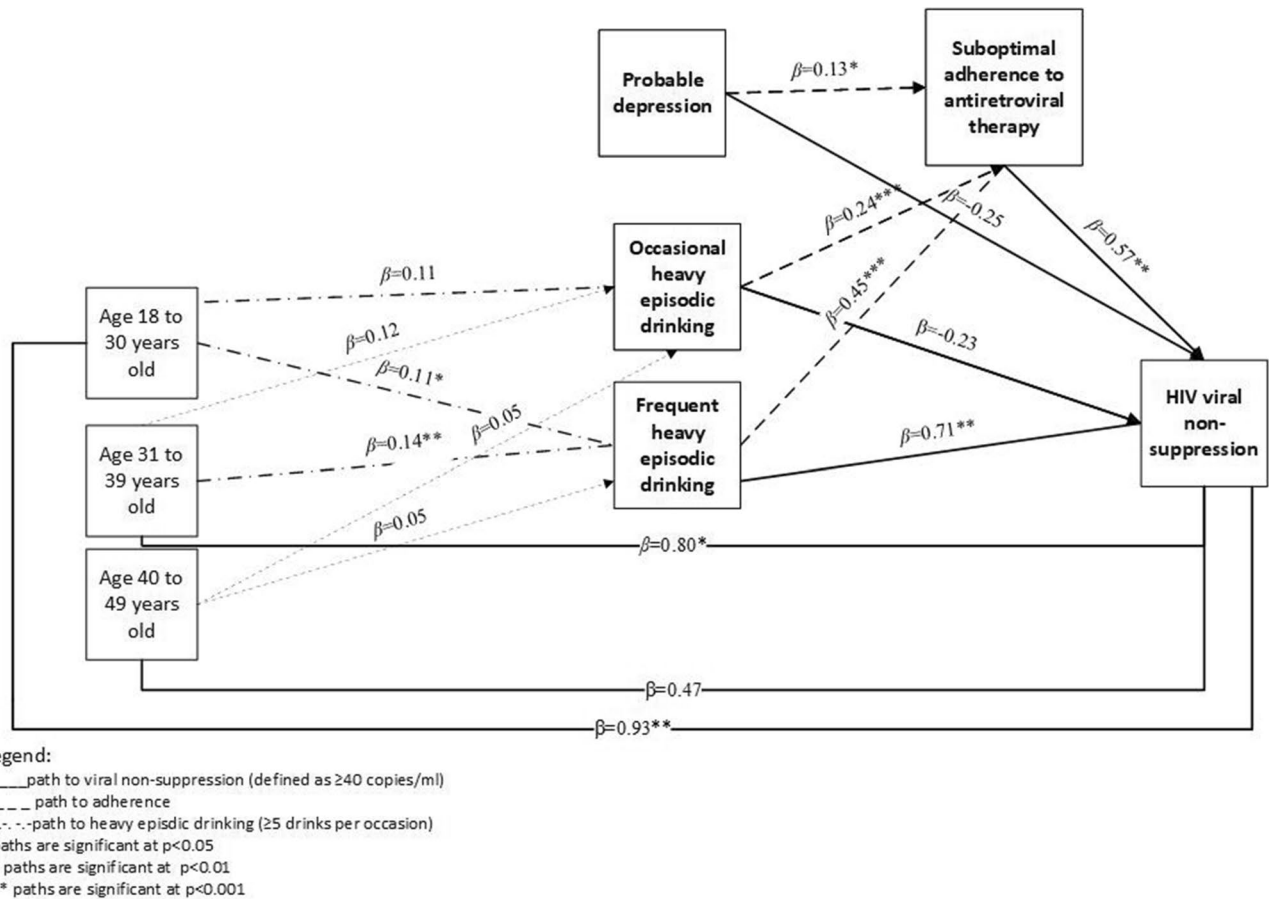 Probable
depression
β=0.13*
Suboptimal
adherence to
antiretroviral
therapy
β=0.24***
β=-0.25
β=0.57**
Occasional
heavy
episodic
drinking
β=0.11
Age 18 to
30 years
old
β=0.12
β=0.11*
β=0.45***
β=-0.23
HIV viral
non-
suppression
Frequent
heavy
episodic
drinking
β=0.05
β=0.14**
β=0.71**
Age 31 to
39 years
old
β=0.05
β=0.80*
Age 40 to
49 years
old
β=0.47
β=0.93**
egend:
___path to viral non-suppression (defined as ≥40 copies/ml)
_ _ _ path to adherence
.-. -.-path to heavy episdic drinking (≥5 drinks per occasion)
aths are significant at p<0.05
paths are significant at p<0.01
* paths are significant at p<0.001